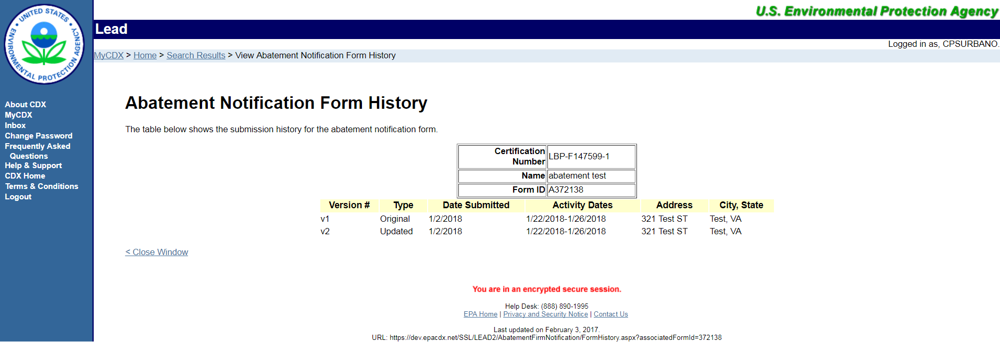 UNITED STATES
ENVIRONMENTAL PROTECTION AGENCY
U.S. Environmental Protection Agency
Lead
Logged in as, CPSURBANO.
MyCDX > Home > Search Results > View Abatement Notification Form History
About CDX
MyCDX
Inbox
Change Password
Frequently Asked
Questions
Help & Support
CDX Home
Terms & Conditions
Logout
Abatement Notification Form History
The table below shows the submission history for the abatement notification form.
Certification
Number LBP-F147599-1
Name abatement test
Form ID A372138
Version # Type Date Submitted Activity Dates Address City, State
v1 Original 1/2/2018 1/22/2018-1/26/2018 321 Test ST Test, VA
v2 Updated 1/2/2018 1/22/2018-1/26/2018 321 Test ST Test, VA
< Close Window
You are in an encrypted secure session.
Help Desk: (888) 890-1995
EPA Home | Privacy and Security Notice | Contact Us
Last updated on February 3, 2017.
URL: https://dev.epacdx.net/SSL/LEAD2/AbatementFirmNotification/FormHistory.aspx?associatedFormId=372138